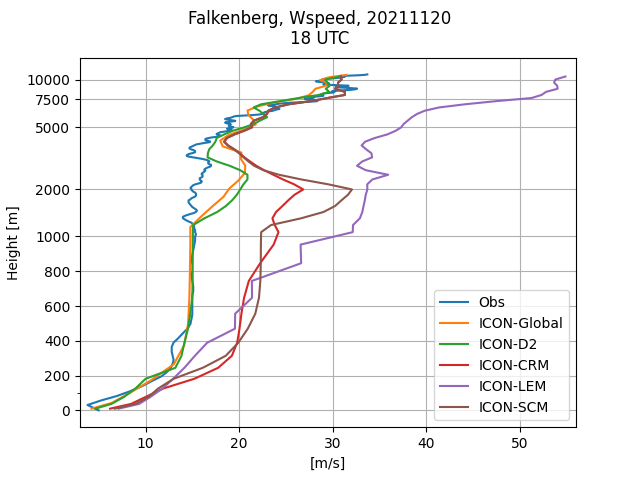 Falkenberg, Wspeed, 20211120
18 UTC
10000
7500
5000
2000
1000
800
600
400
200
0
Height [m]
10 20 30 40 50
[m/s]
Obs
ICON-Global
ICON-D2
ICON-CRM
ICON-LEM
ICON-SCM